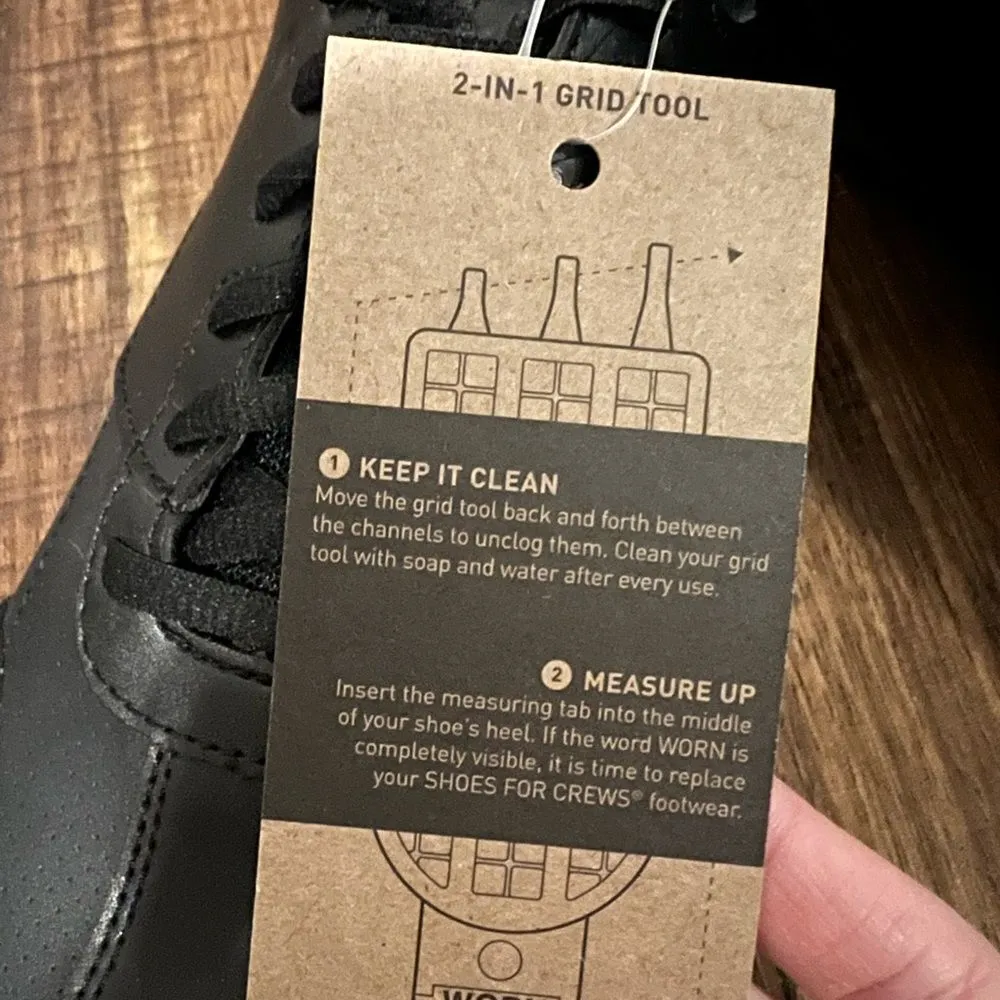 2-IN-1 GRID TOOL
1 KEEP IT CLEAN
Move the grid tool back and forth between
the channels to unclog them. Clean your grid
tool with soap and water after every use.
2 MEASURE UP
Insert the measuring tab into the middle
of your shoe's heel. If the word WORN is
completely visible, it is time to replace
your SHOES FOR CREWS® footwear.